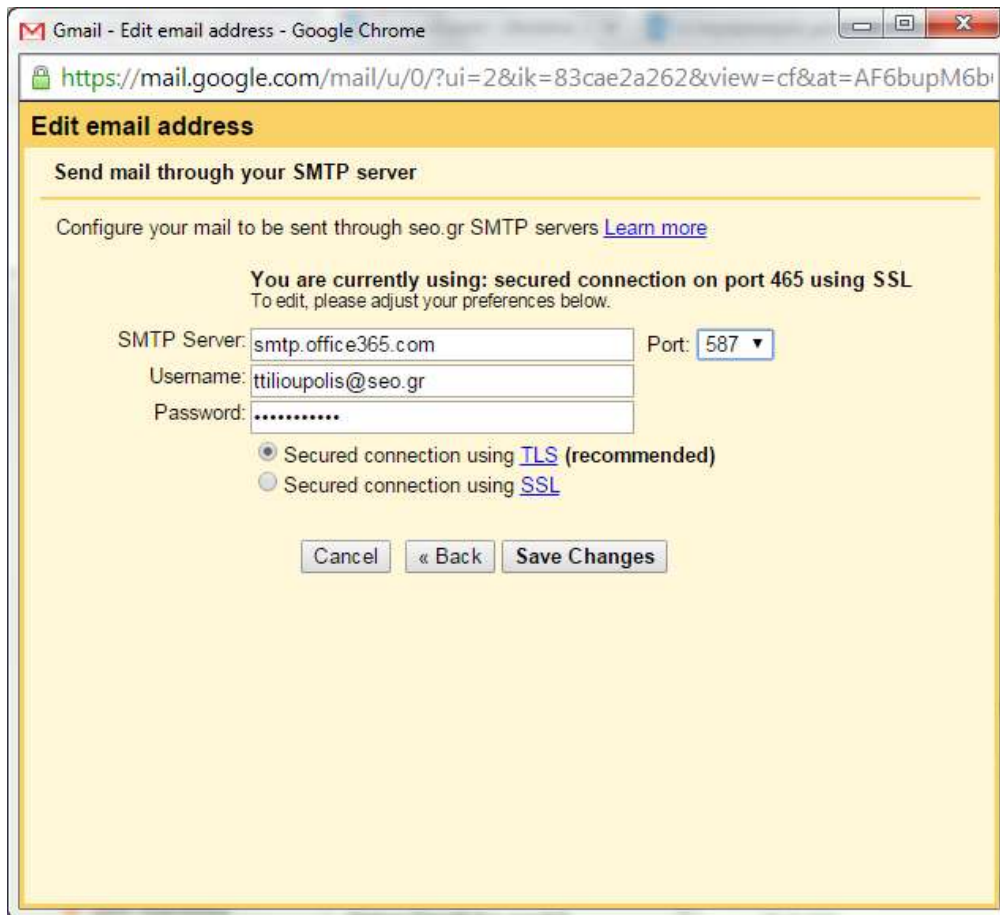 Gmail - Edit email address - Google Chrome
https://mail.google.com/mail/u/0/?ui=2&ik=83cae2a262&view=cf&at=AF6bupM6b
Edit email address
Send mail through your SMTP server
Configure your mail to be sent through seo.gr SMTP servers Learn more
You are currently using: secured connection on port 465 using SSL
To edit, please adjust your preferences below.
SMTP Server: smtp.office365.com Port: 587
Username: ttilioupolis@seo.gr
Password: •••••••••••
Secured connection using TLS (recommended)
Secured connection using SSL
Cancel « Back Save Changes